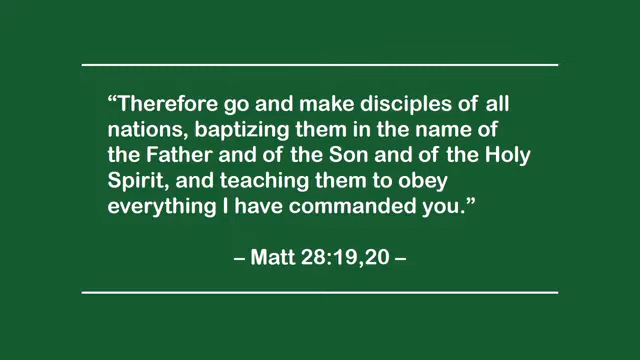 “Therefore go and make disciples of all
nations, baptizing them in the name of
the Father and of the Son and of the Holy
Spirit, and teaching them to obey
everything I have commanded you.”
– Matt 28:19,20 –